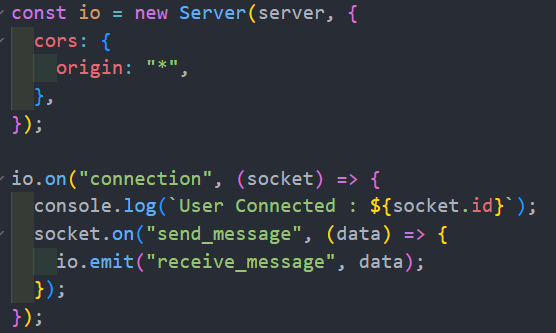 const io = new Server(server, {
  cors: {
    origin: "*",
  },
});

io.on("connection", (socket) => {
  console.log(`User Connected : ${socket.id}`);
  socket.on("send_message", (data) => {
    io.emit("receive_message", data);
  });
});